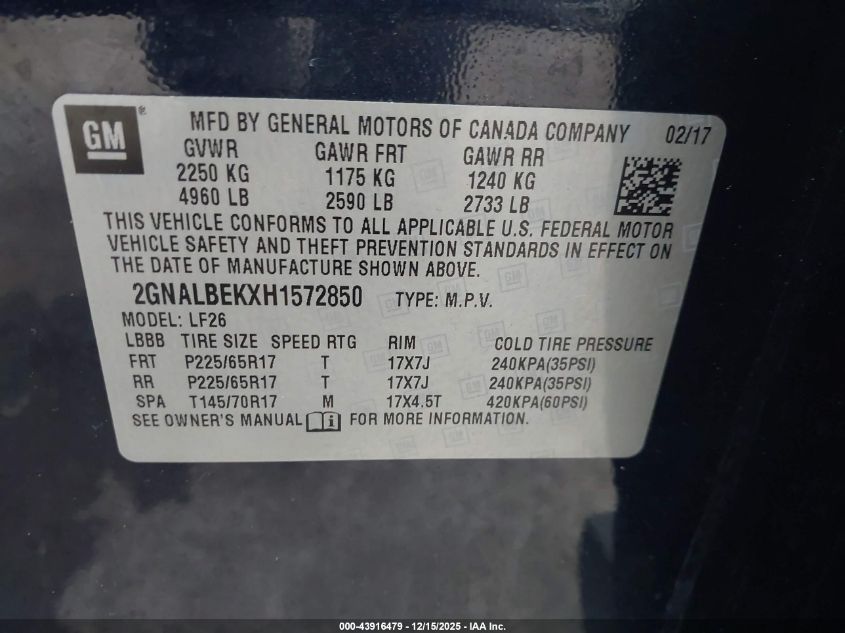 GM ®
MFD BY GENERAL MOTORS OF CANADA COMPANY 02/17
GVWR GAWR FRT GAWR RR
2250 KG 1175 KG 1240 KG
4960 LB 2590 LB 2733 LB
THIS VEHICLE CONFORMS TO ALL APPLICABLE U.S. FEDERAL MOTOR
VEHICLE SAFETY AND THEFT PREVENTION STANDARDS IN EFFECT ON
THE DATE OF MANUFACTURE SHOWN ABOVE.
2GNALBEKXH1572850 TYPE: M.P.V.
MODEL: LF26
LBBB TIRE SIZE SPEED RTG RIM COLD TIRE PRESSURE
FRT P225/65R17 T 17X7J 240KPA(35PSI)
RR P225/65R17 T 17X7J 240KPA(35PSI)
SPA T145/70R17 M 17X4.5T 420KPA(60PSI)
SEE OWNER'S MANUAL i FOR MORE INFORMATION.
000-43916479 - 12/15/2025 - IAA Inc.